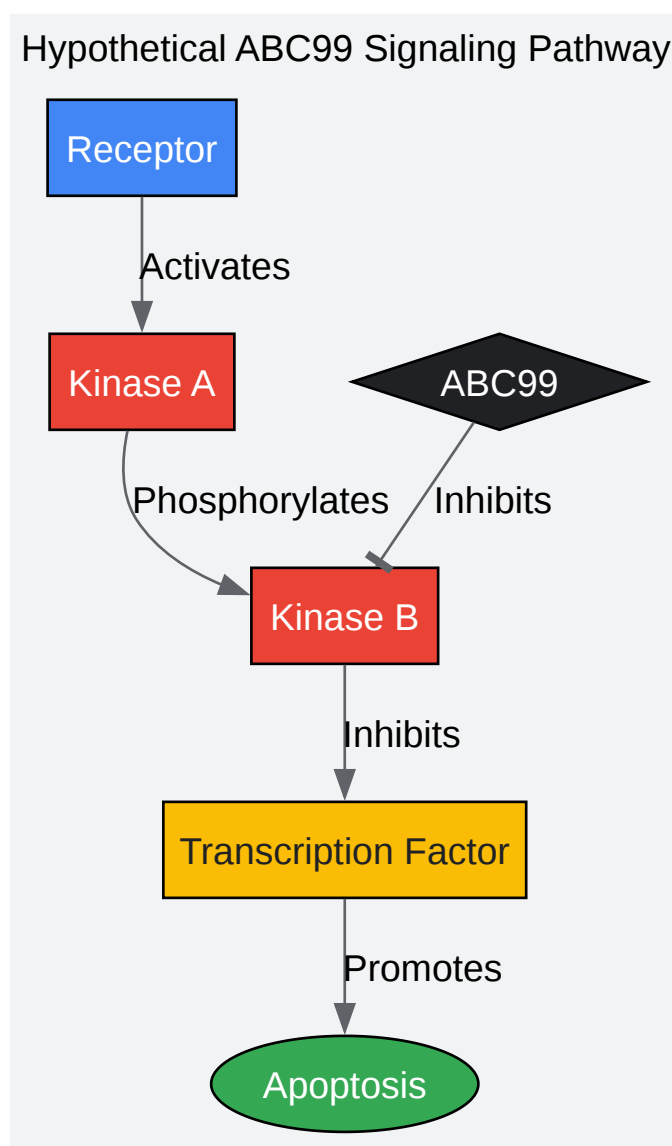 Hypothetical ABC99 Signaling Pathway
Receptor
Activates
Kinase A
ABC99
Phosphorylates
Inhibits
Kinase B
Inhibits
Transcription Factor
Promotes
Apoptosis